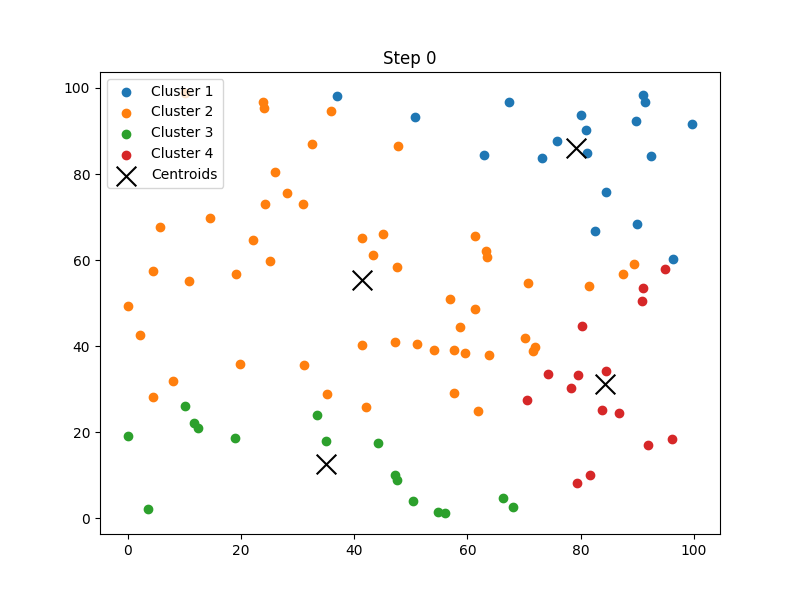 Step 0
Cluster 1
Cluster 2
Cluster 3
Cluster 4
Centroids
100
80
60
40
20
0
0 20 40 60 80 100